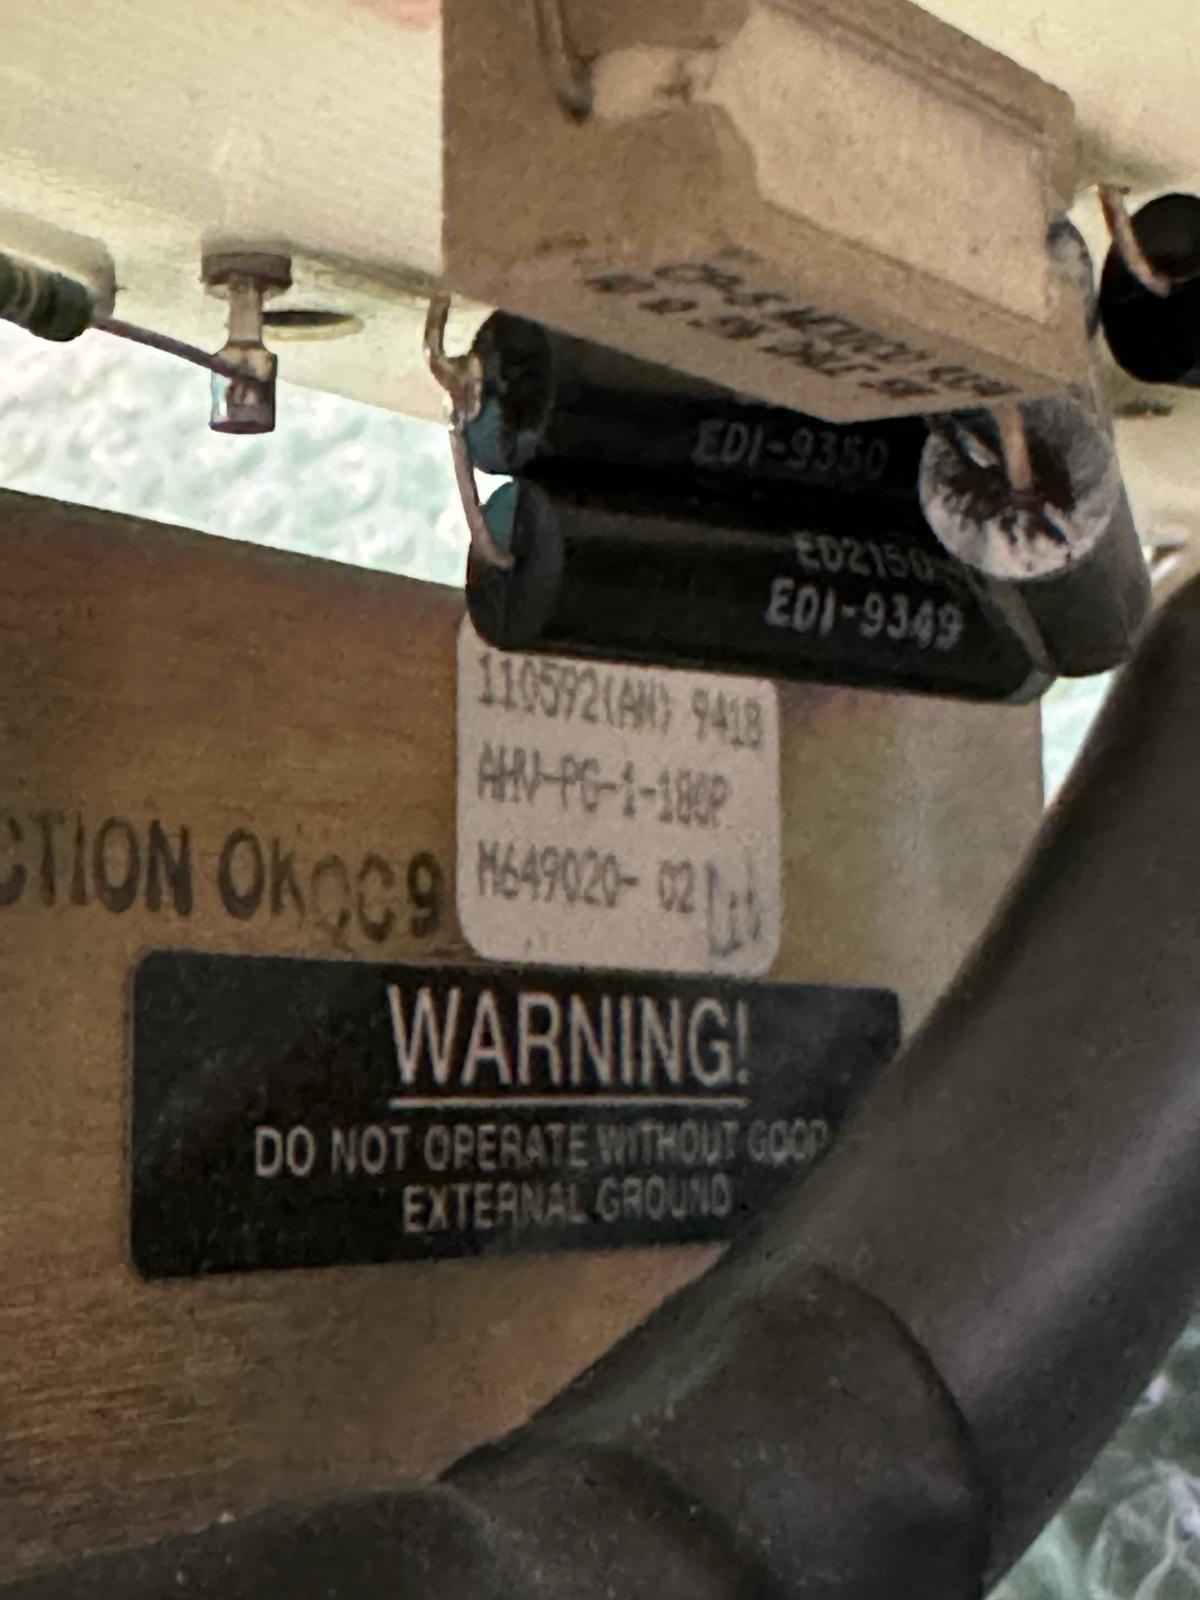 EDI-9350
ED2150
EDI-9349
110592(AN) 9418
AHV-PG-1-180P
M649020- 02
CTION OK QC9
WARNING!
DO NOT OPERATE WITHOUT GOOD
EXTERNAL GROUND